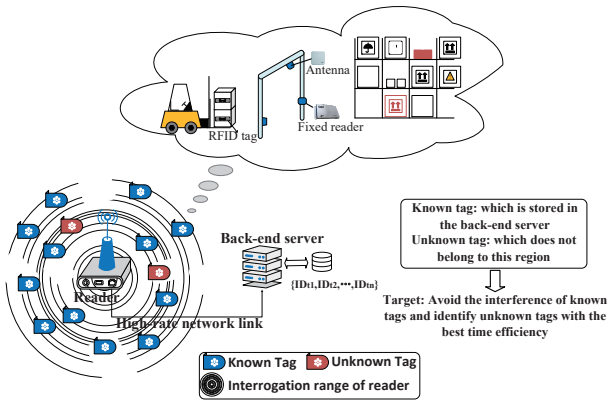 Antenna
Fixed reader
RFID tag
Back-end server
{IDt1,IDt2,···,IDtn}
Reader
High-rate network link
Known tag: which is stored in
the back-end server
Unknown tag: which does not
belong to this region
Target: Avoid the interference of known
tags and identify unknown tags with the
best time efficiency
Known Tag
Unknown Tag
Interrogation range of reader